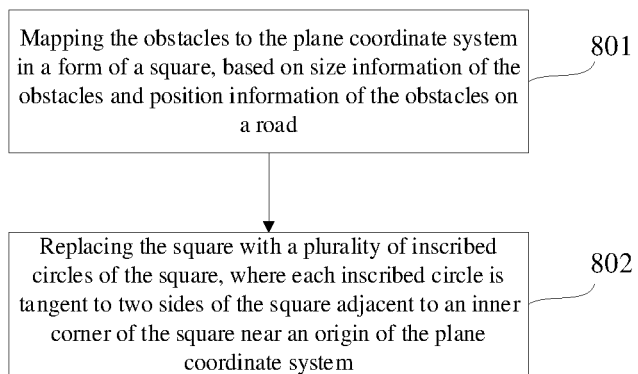 Mapping the obstacles to the plane coordinate system
in a form of a square, based on size information of the
obstacles and position information of the obstacles on
a road
801
Replacing the square with a plurality of inscribed
circles of the square, where each inscribed circle is
tangent to two sides of the square adjacent to an inner
corner of the square near an origin of the plane
coordinate system
802